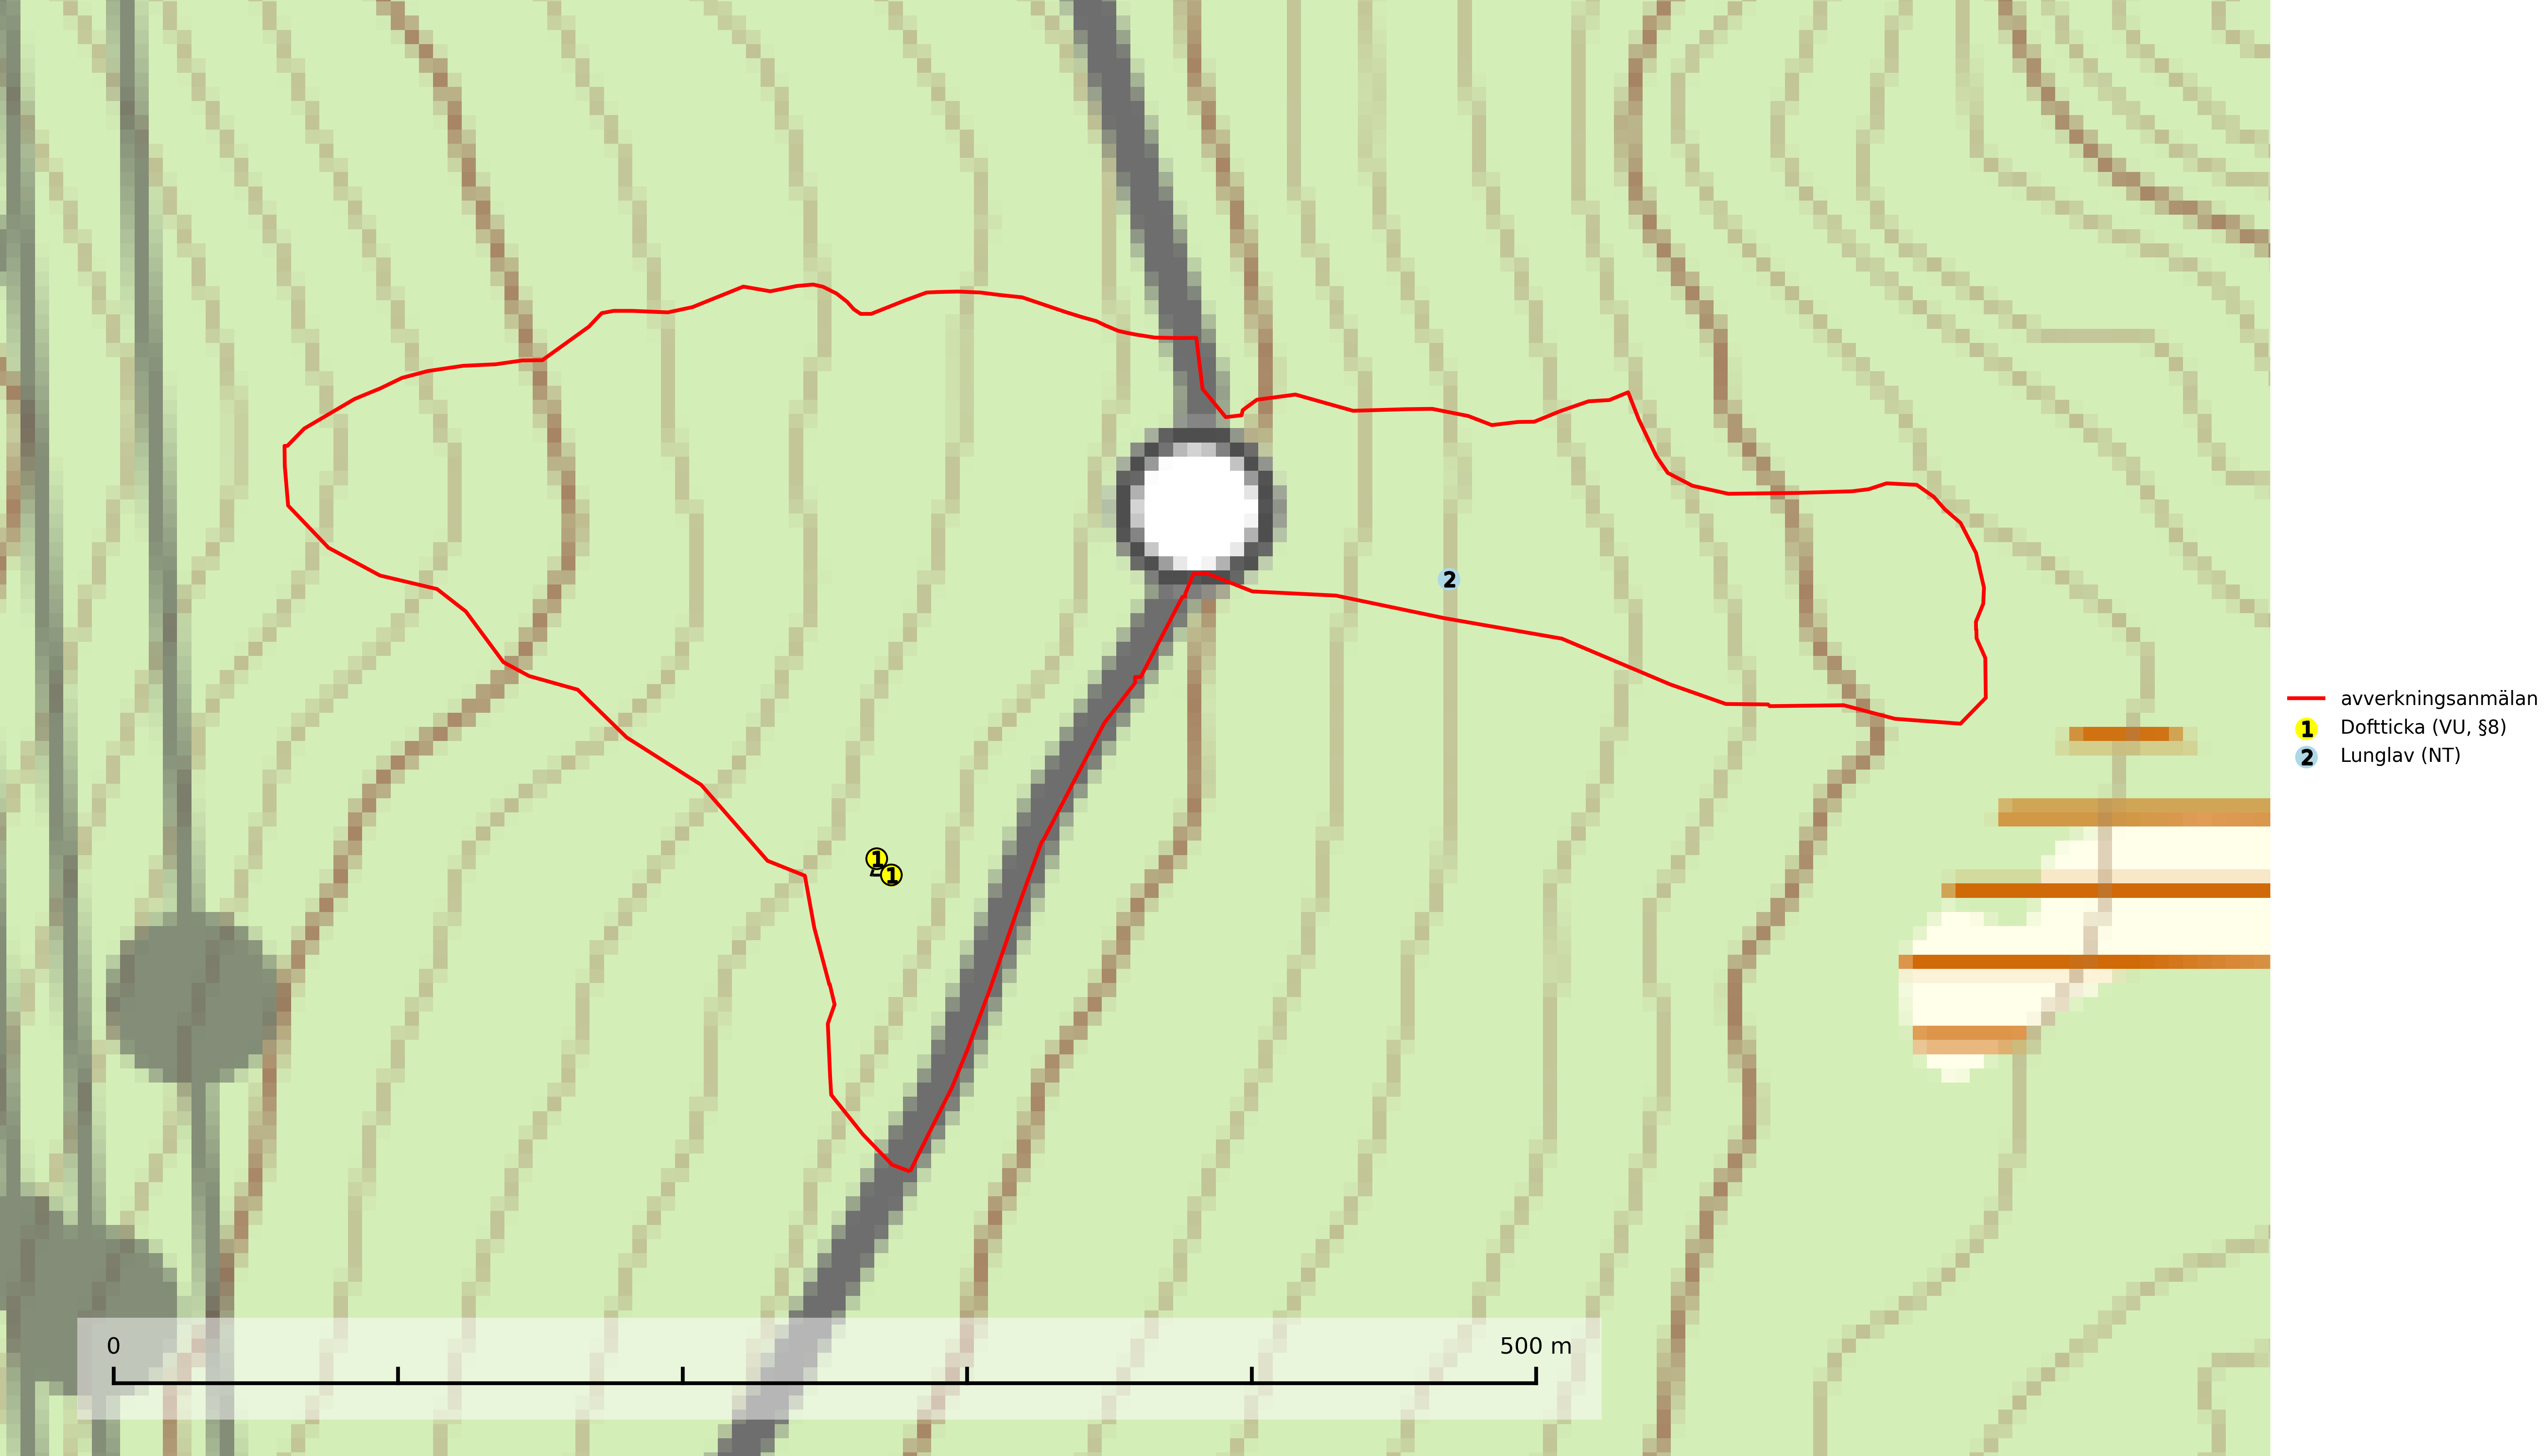 2
1
1
0
500 m
avverkningsanmälan
1 Doftticka (VU, §8)
2 Lunglav (NT)